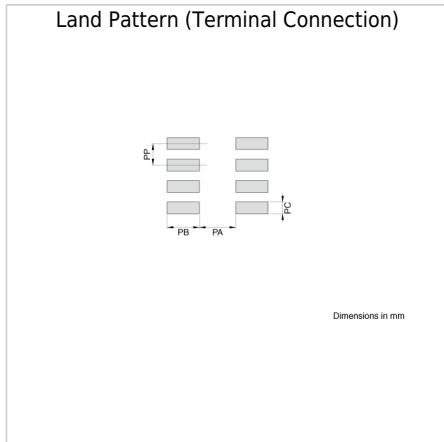 Land Pattern (Terminal Connection)
PP
PC
PB
PA
Dimensions in mm